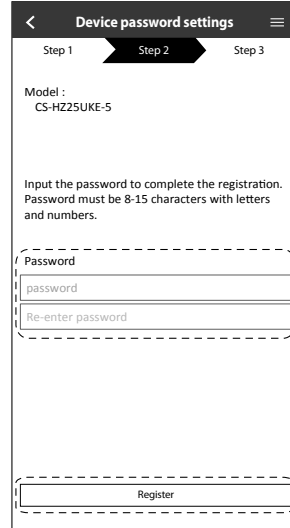 Device password settings
Step 1 Step 2 Step 3
Model :
CS-HZ25UKE-5
Input the password to complete the registration.
Password must be 8-15 characters with letters
and numbers.
Password
password
Re-enter password
Register